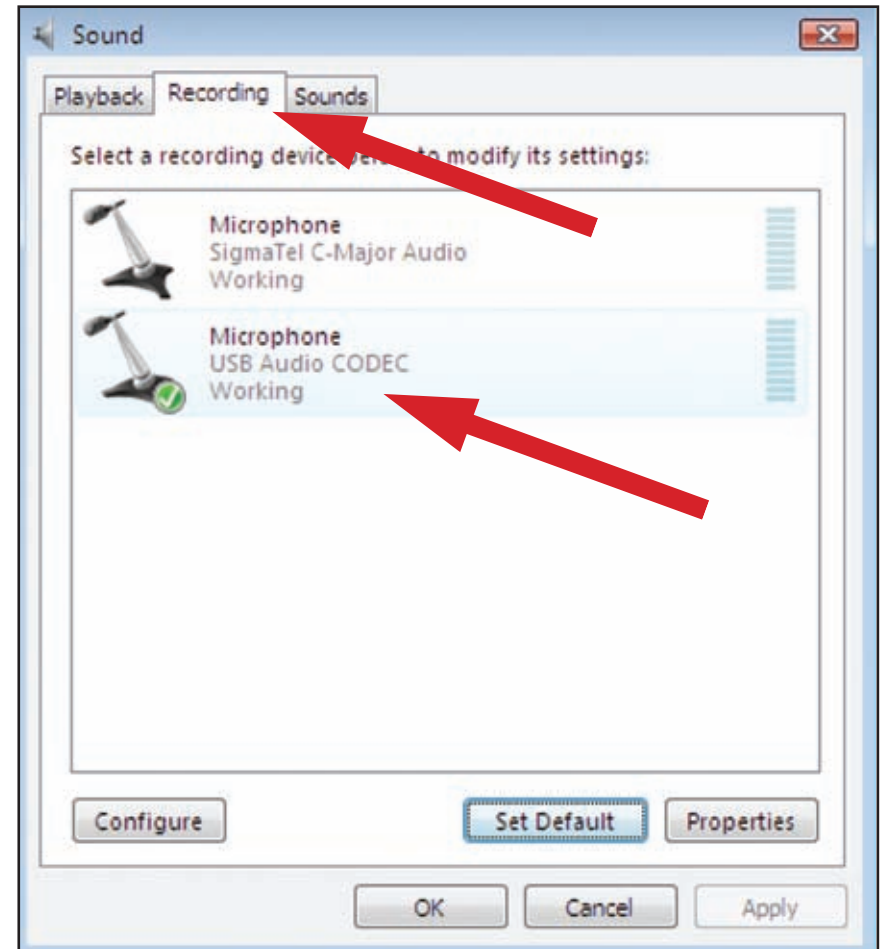 Sound
Playback Recording Sounds
Select a recording device to modify its settings:
Microphone
SigmaTel C-Major Audio
Working
Microphone
USB Audio CODEC
Working
Configure Set Default Properties
OK Cancel Apply